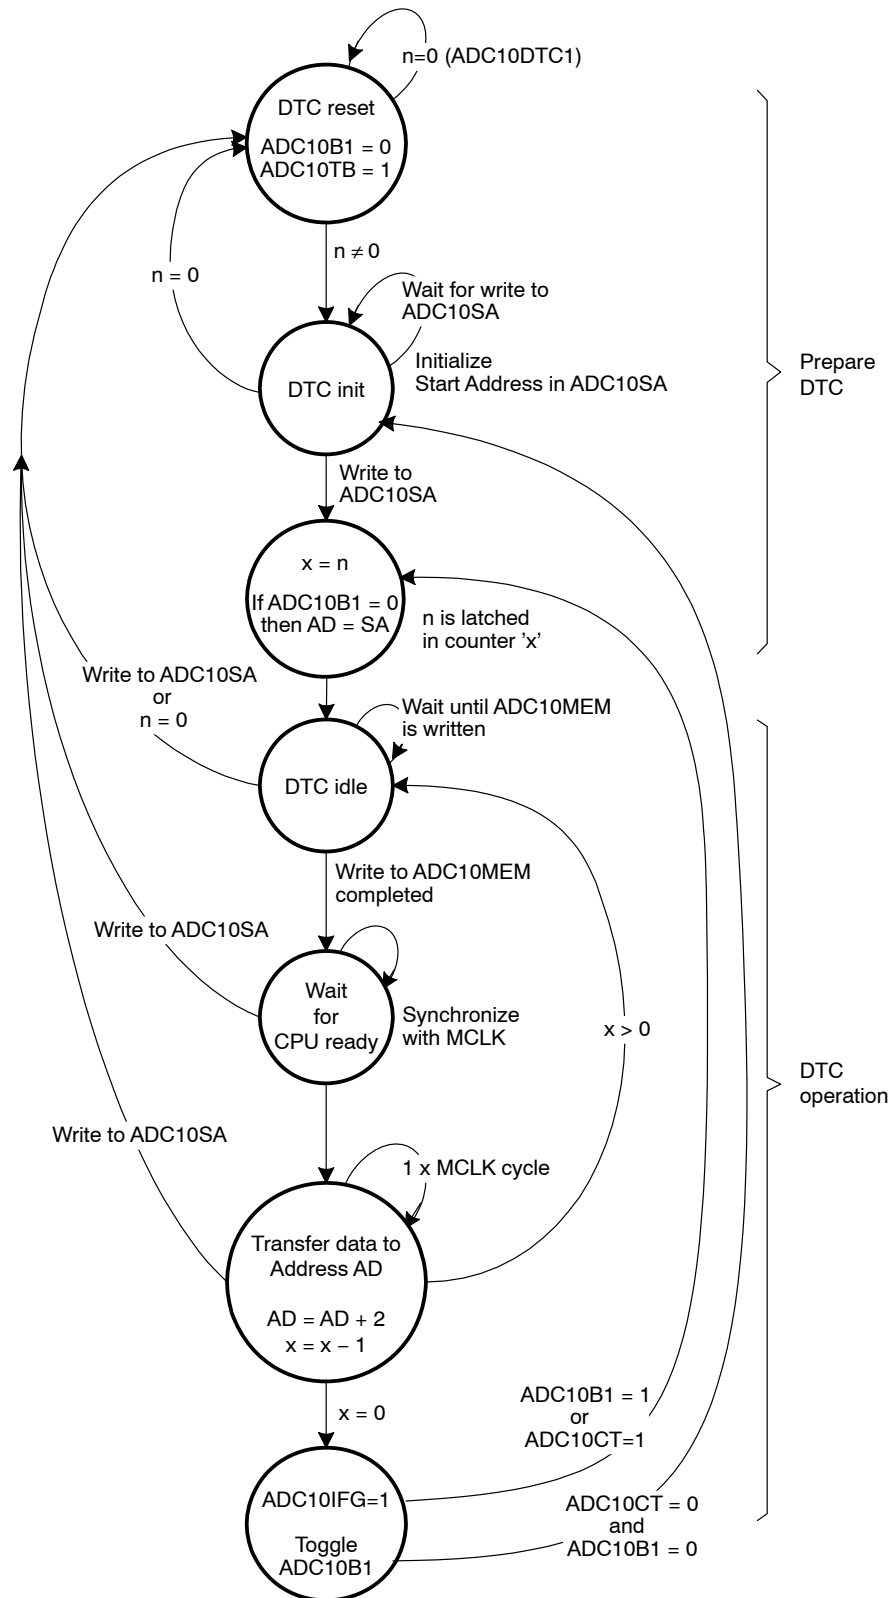 n=0 (ADC10DTC1)
DTC reset
ADC10B1 = 0
ADC10TB = 1
n ≠ 0
n = 0
Wait for write to
ADC10SA
Initialize
Start Address in ADC10SA
DTC init
Prepare
DTC
Write to
ADC10SA
x = n
If ADC10B1 = 0
then AD = SA
n is latched
in counter ’x’
Write to ADC10SA
or
n = 0
Wait until ADC10MEM
is written
DTC idle
Write to ADC10MEM
completed
Write to ADC10SA
Wait
for
CPU ready
Synchronize
with MCLK
x > 0
DTC
operation
Write to ADC10SA
1 x MCLK cycle
Transfer data to
Address AD
AD = AD + 2
x = x − 1
x = 0
ADC10B1 = 1
or
ADC10CT=1
ADC10IFG=1
Toggle
ADC10B1
ADC10CT = 0
and
ADC10B1 = 0